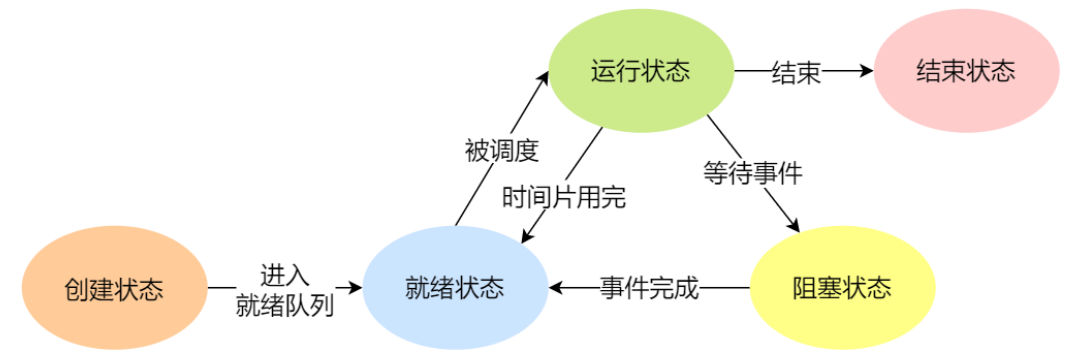 运行状态
结束
结束状态
被调度
等待事件
时间片用完
创建状态
进入
就绪队列
就绪状态
事件完成
阻塞状态